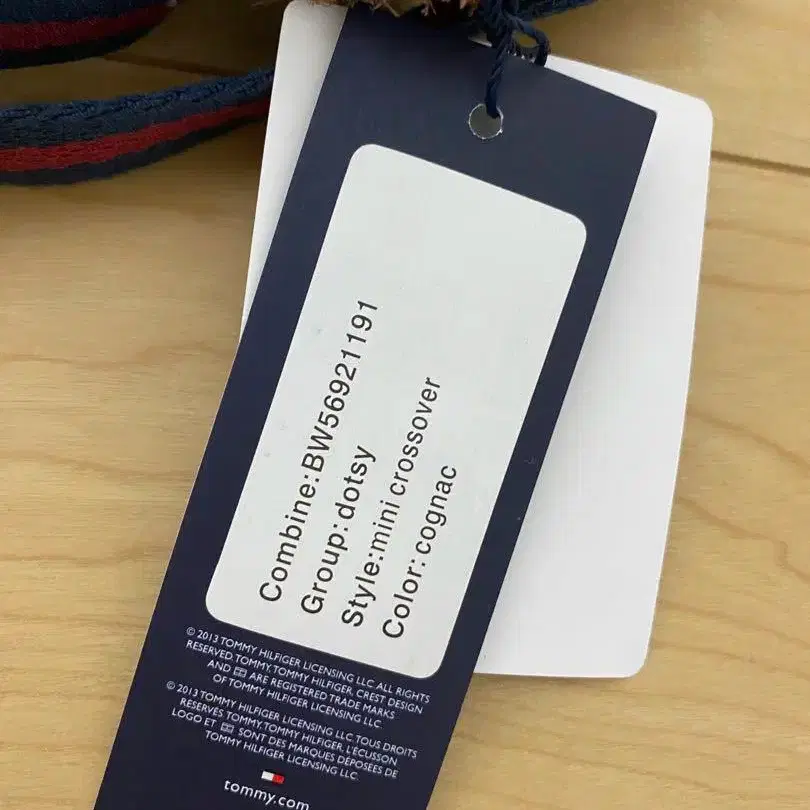 Combine:BW56921191
Group:dotsy
Style:mini crossover
Color:cognac
© 2013 TOMMY HILFIGER LICENSING LLC ALL RIGHTS
RESERVED. TOMMY, TOMMY HILFIGER, CREST DESIGN
AND ARE REGISTERED TRADE MARKS
OF TOMMY HILFIGER LICENSING LLC.
© 2013 TOMMY HILFIGER LICENSING LLC. TOUS DROITS
RESERVES TOMMY, TOMMY HILFIGER, L'ECUSSON
LOGO ET SONT DES MARQUES DÉPOSÉES DE
TOMMY HILFIGER LICENSING LLC.
tommy.com